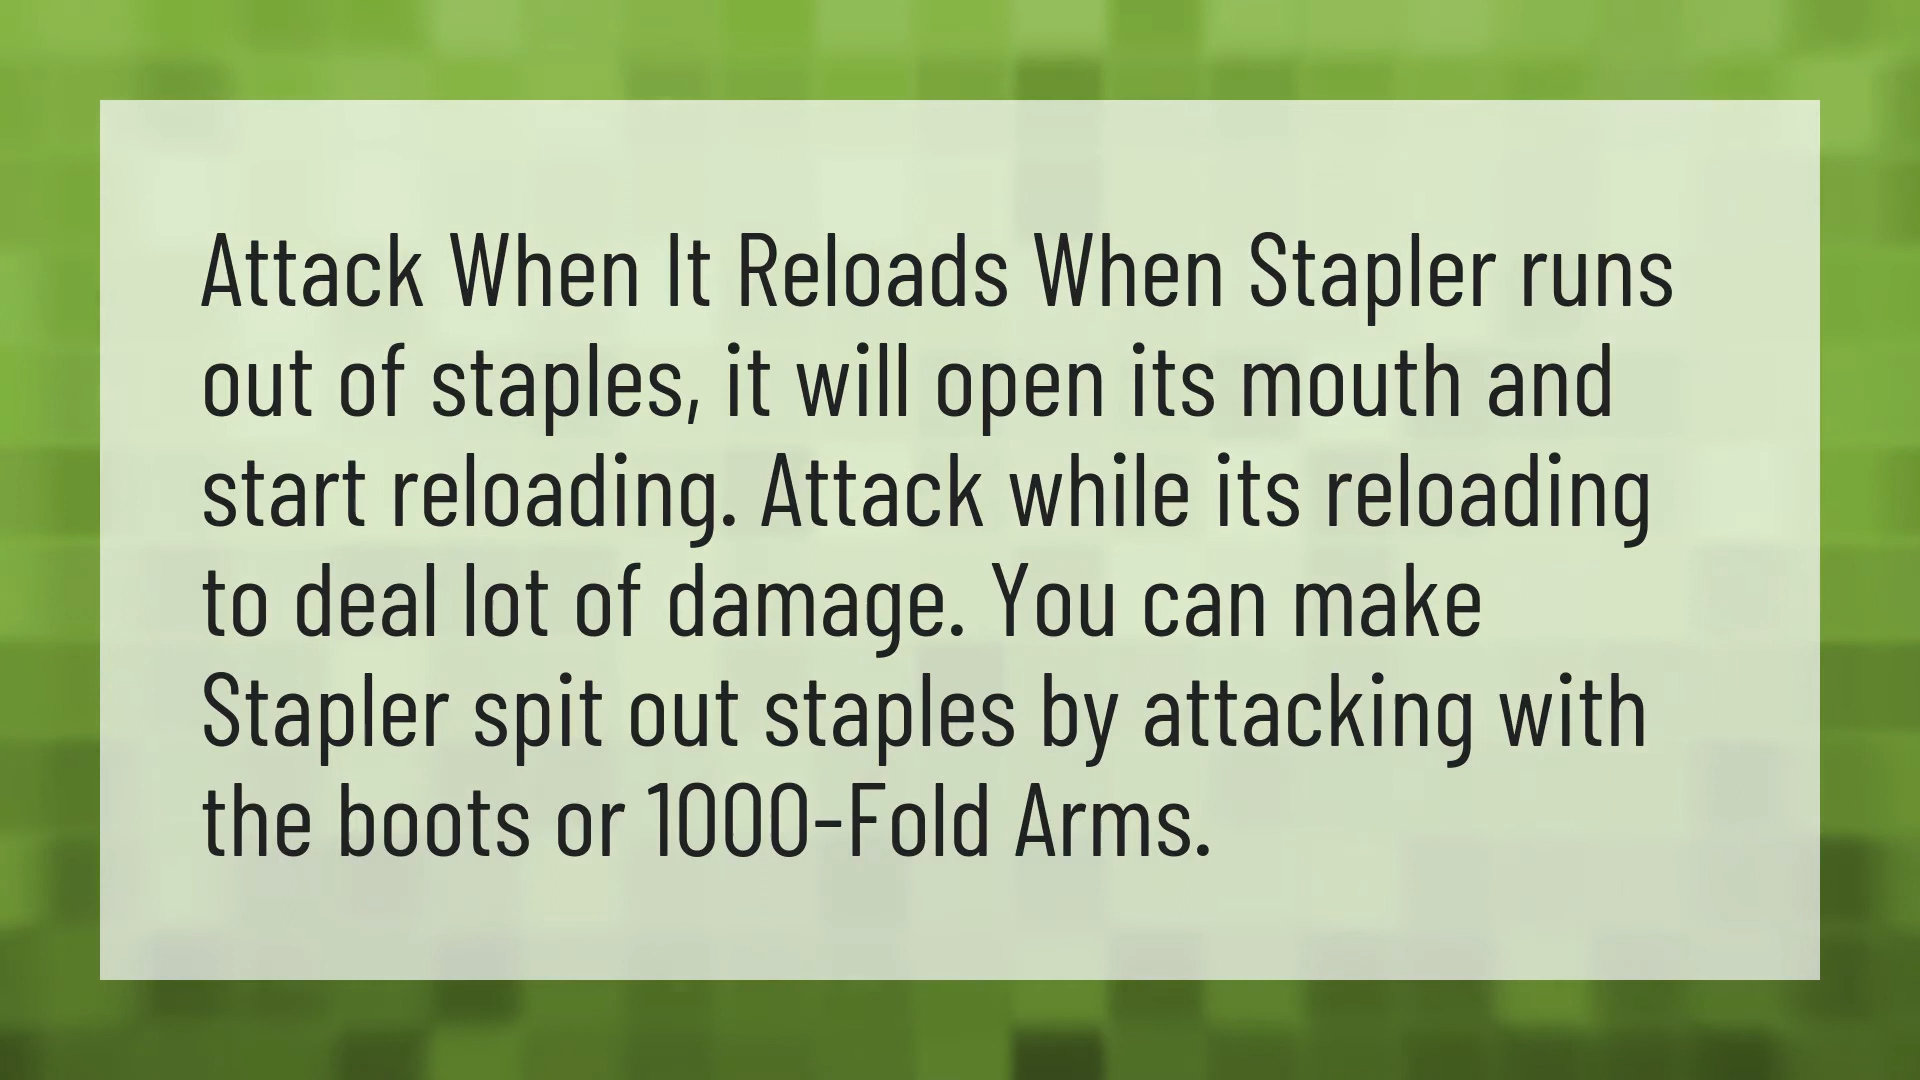 Attack When It Reloads When Stapler runs
out of staples, it will open its mouth and
start reloading. Attack while its reloading
to deal lot of damage. You can make
Stapler spit out staples by attacking with
the boots or 1000-Fold Arms.